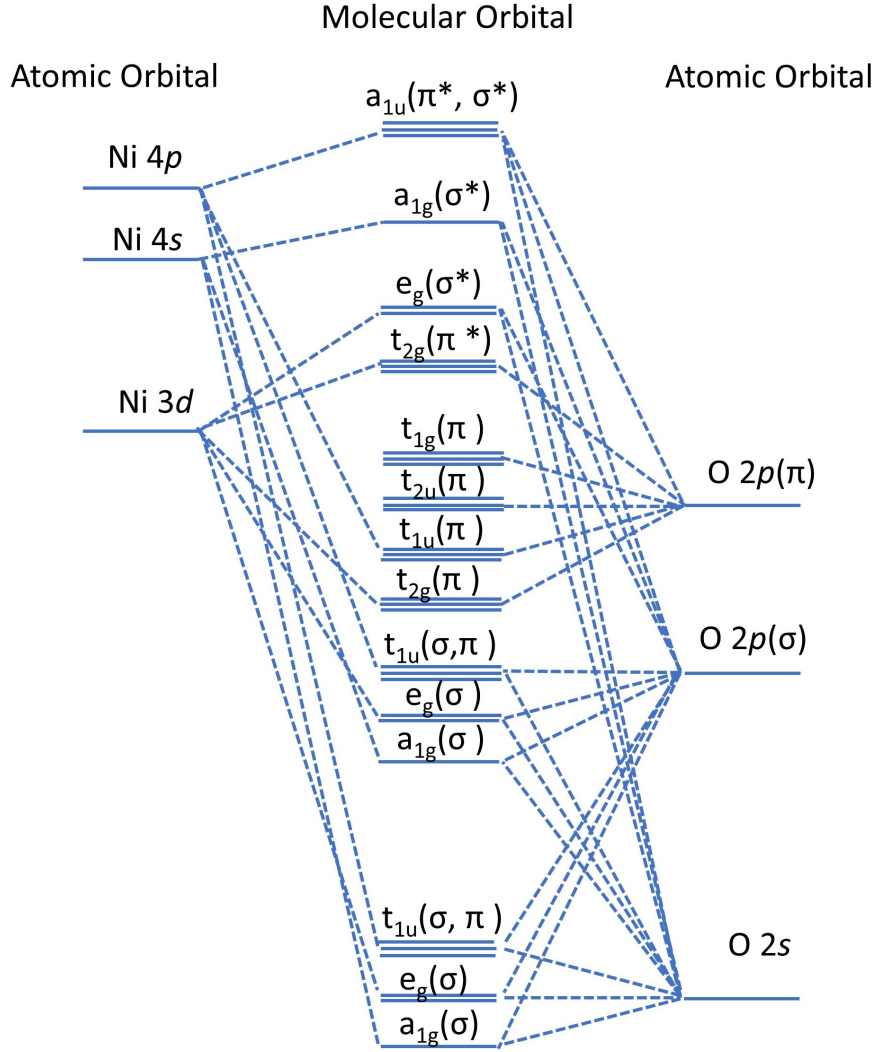 Molecular Orbital
Atomic Orbital
Atomic Orbital
a1u(π*, σ*)
Ni 4p
a1g(σ*)
Ni 4s
eg(σ*)
t2g(π *)
Ni 3d
t1g(π )
O 2p(π)
t2u(π)
t1u(π)
t2g(π )
O 2p(σ)
t1u(σ,π )
eg(σ )
a1g(σ )
t1u(σ, π )
O 2s
eg(σ)
a1g(σ)